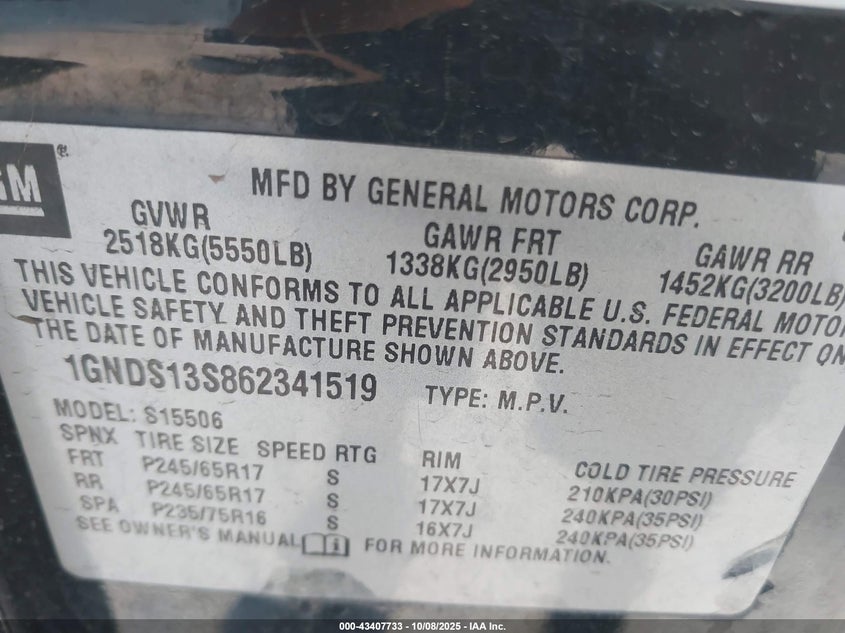 GM®
MFD BY GENERAL MOTORS CORP.
GVWR GAWR FRT GAWR RR
2518KG(5550LB) 1338KG(2950LB) 1452KG(3200LB)
THIS VEHICLE CONFORMS TO ALL APPLICABLE U.S. FEDERAL MOTO
VEHICLE SAFETY AND THEFT PREVENTION STANDARDS IN EFFECT ON
THE DATE OF MANUFACTURE SHOWN ABOVE.
1GNDS13S862341519 TYPE: M.P.V.
MODEL: S15506
SPNX TIRE SIZE SPEED RTG RIM COLD TIRE PRESSURE
FRT P245/65R17 S 17X7J 210KPA(30PSI)
RR P245/65R17 S 17X7J 240KPA(35PSI)
SPA P235/75R16 S 16X7J 240KPA(35PSI)
SEE OWNER'S MANUAL FOR MORE INFORMATION.
000-43407733 - 10/08/2025 - IAA Inc.